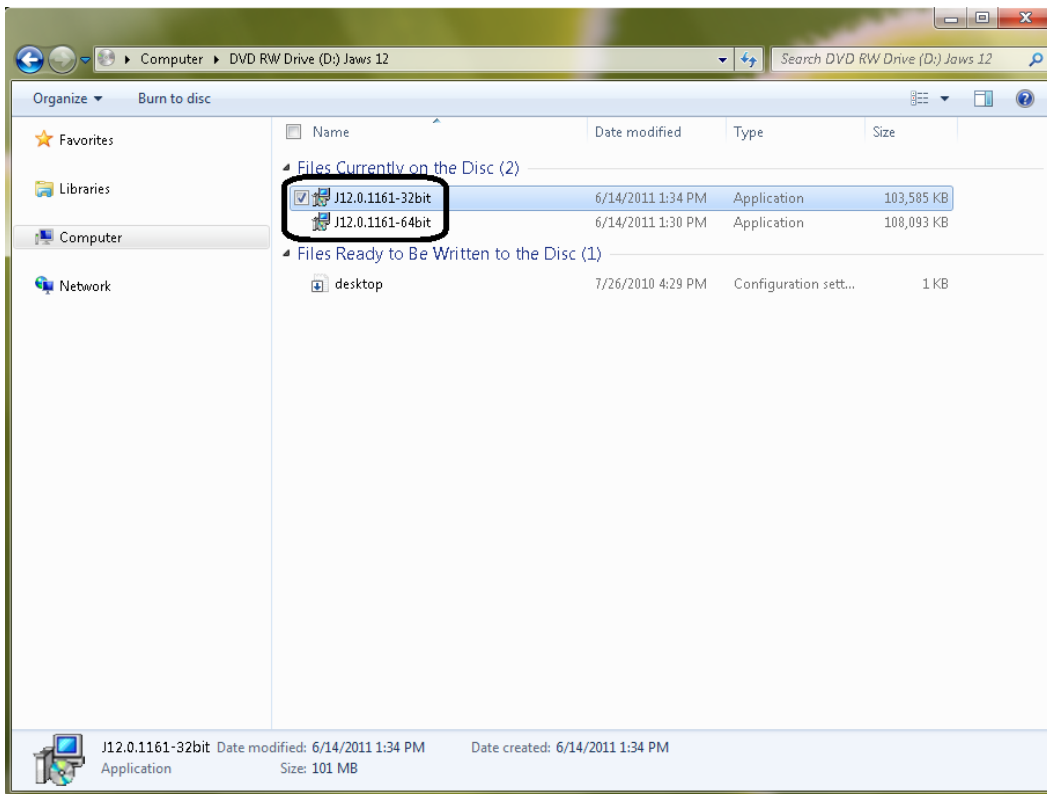 Computer DVD RW Drive (D:) Jaws 12 Search DVD RW Drive (D:) Jaws 12
Organize Burn to disc
Name Date modified Type Size
Favorites
Files Currently on the Disc (2)
Libraries
J12.0.1161-32bit 6/14/2011 1:34 PM Application 103,585 KB
J12.0.1161-64bit 6/14/2011 1:30 PM Application 108,093 KB
Computer
Files Ready to Be Written to the Disc (1)
Network
desktop 7/26/2010 4:29 PM Configuration sett... 1 KB
J12.0.1161-32bit Date modified: 6/14/2011 1:34 PM Date created: 6/14/2011 1:34 PM
Application Size: 101 MB